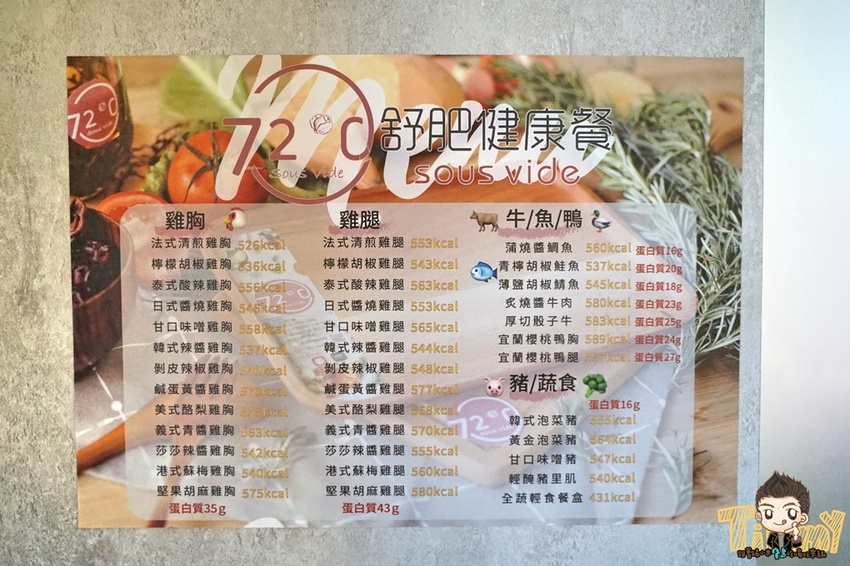 72°C
sous vide
72°C 舒肥健康餐
sous vide
sous vide
雞胸
法式清煎雞胸 526kcal
檸檬胡椒雞胸 536kcal
泰式酸辣雞胸 556kcal
日式醬燒雞胸 546kcal
甘口味噌雞胸 558kcal
韓式辣醬雞胸 537kcal
剝皮辣椒雞胸
鹹蛋黃醬雞胸
美式酪梨雞胸
義式青醬雞胸 563kcal
莎莎辣醬雞胸 542kcal
港式蘇梅雞胸 540kcal
堅果胡麻雞胸 575kcal
蛋白質35g
雞腿
法式清煎雞腿 553kcal
檸檬胡椒雞腿 543kcal
泰式酸辣雞腿 563kcal
日式醬燒雞腿 553kcal
甘口味噌雞腿 565kcal
韓式辣醬雞腿 544kcal
剝皮辣椒雞腿 548kcal
鹹蛋黃醬雞腿 577kcal
美式酪梨雞腿 568kcal
義式青醬雞腿 570kcal
莎莎辣醬雞腿 555kcal
港式蘇梅雞腿 560kcal
堅果胡麻雞腿 580kcal
蛋白質43g
牛/魚/鴨
蒲燒醬鯛魚 560kcal 蛋白質16g
青檸胡椒鮭魚 537kcal 蛋白質20g
薄鹽胡椒鯖魚 545kcal 蛋白質18g
炙燒醬牛肉 580kcal 蛋白質23g
厚切骰子牛 583kcal 蛋白質25g
宜蘭櫻桃鴨胸 589kcal 蛋白質24g
宜蘭櫻桃鴨腿 蛋白質27g
豬/蔬食
蛋白質16g
韓式泡菜豬 555kcal
黃金泡菜豬 564kcal
甘口味噌豬 547kcal
輕醃豬里肌 540kcal
全蔬輕食餐盒 431kcal
72°C